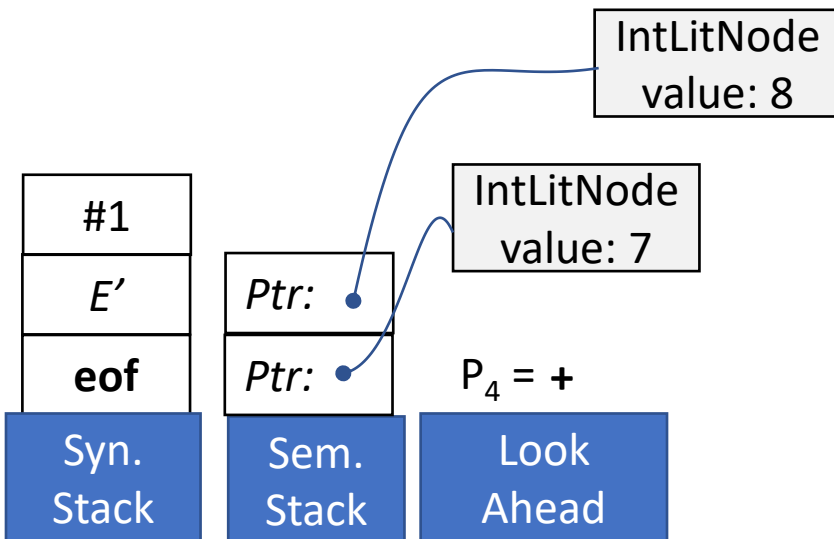 IntLitNode
value: 8
IntLitNode
value: 7
#1
E’
eof
Ptr:
Ptr:
P₄ = +
Syn.
Stack
Sem.
Stack
Look
Ahead